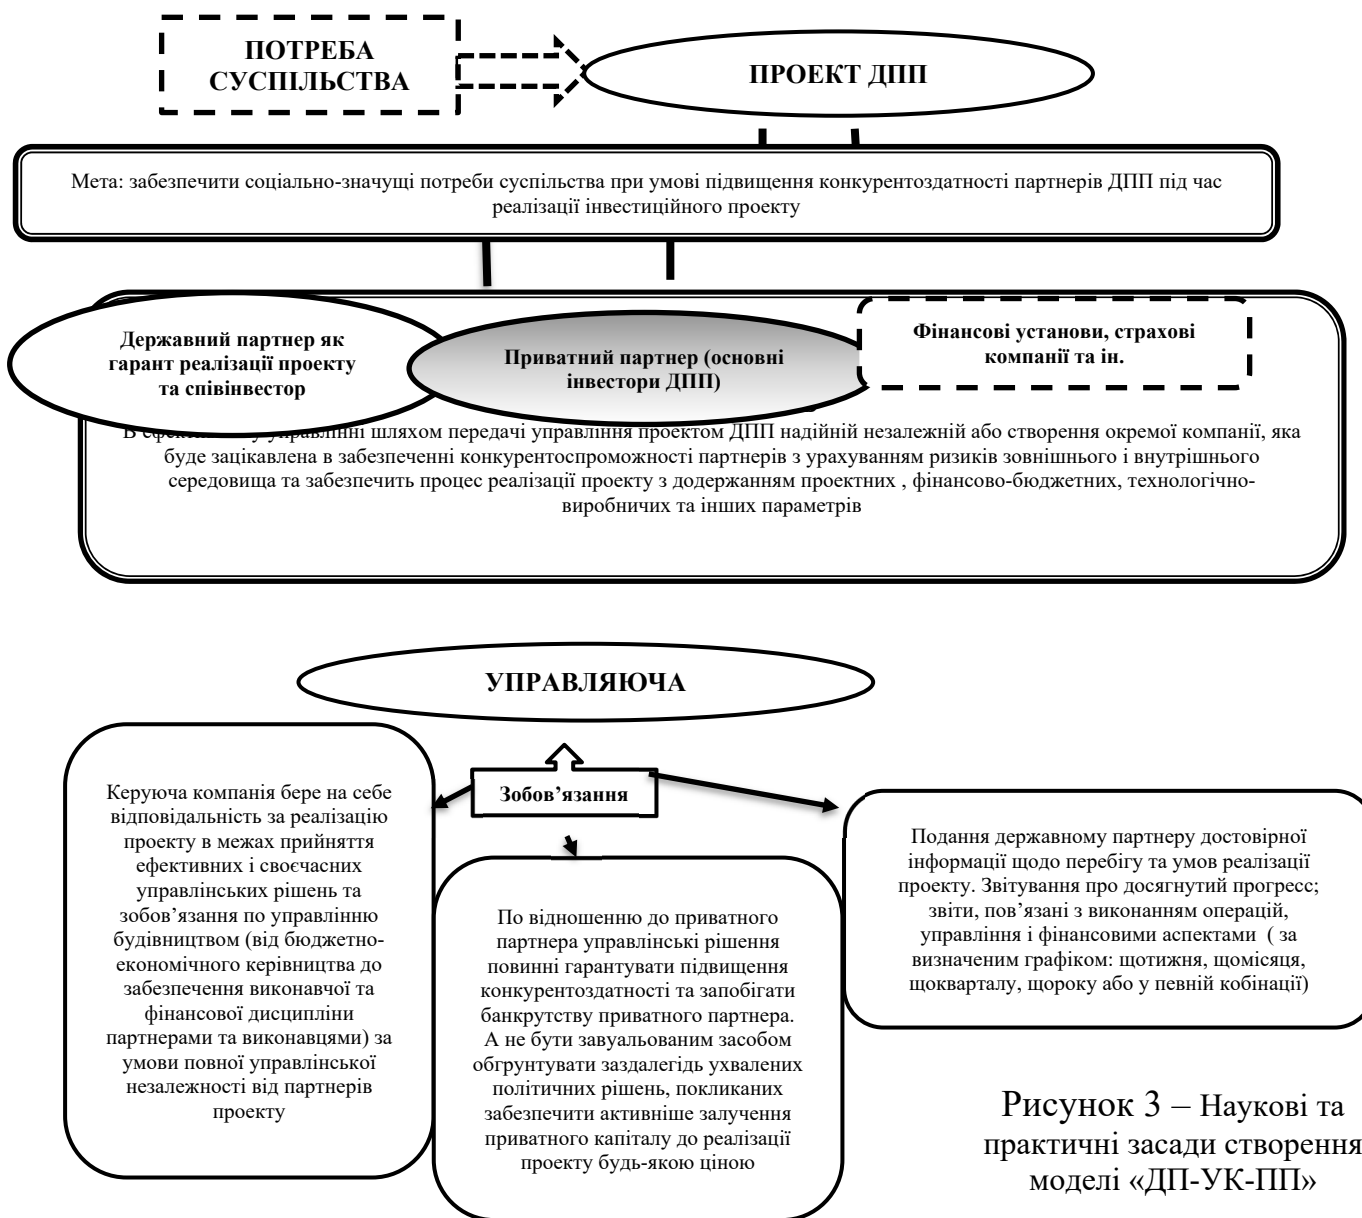 ПОТРЕБА
СУСПІЛЬСТВА
ПРОЕКТ ДПП
Мета: забезпечити соціально-значущі потреби суспільства при умові підвищення конкурентоздатності партнерів ДПП під час
реалізації інвестиційного проекту
Державний партнер як
гарант реалізації проекту
та співінвестор
Приватний партнер (основні
інвестори ДПП)
Фінансові установи, страхові
компанії та ін.
В управлінні шляхом передачі управління проектом ДПП надійній незалежній або створення окремої компанії, яка
буде зацікавлена в забезпеченні конкурентоспроможності партнерів з урахуванням ризиків зовнішнього і внутрішнього
середовища та забезпечить процес реалізації проекту з додержанням проектних , фінансово-бюджетних, технологічно-
виробничих та інших параметрів
УПРАВЛЯЮЧА
Зобов’язання
Керуюча компанія бере на себе
відповідальність за реалізацію
проекту в межах прийняття
ефективних і своєчасних
управлінських рішень та
зобов’язання по управлінню
будівництвом (від бюджетно-
економічного керівництва до
забезпечення виконавчої та
фінансової дисципліни
партнерами та виконавцями) за
умови повної управлінської
незалежності від партнерів
проекту
По відношенню до приватного
партнера управлінські рішення
повинні гарантувати підвищення
конкурентоздатності та запобігати
банкрутству приватного партнера.
А не бути завуальованим засобом
обгрунтувати заздалегідь ухвалених
політичних рішень, покликаних
забезпечити активніше залучення
приватного капіталу до реалізації
проекту будь-якою ціною
Подання державному партнеру достовірної
інформації щодо перебігу та умов реалізації
проекту. Звітування про досягнутий прогресс;
звіти, пов’язані з виконанням операцій,
управління і фінансовими аспектами ( за
визначеним графіком: щотижня, щомісяця,
щокварталу, щороку або у певній кобінації)
Рисунок 3 – Наукові та
практичні засади створення
моделі «ДП-УК-ПП»